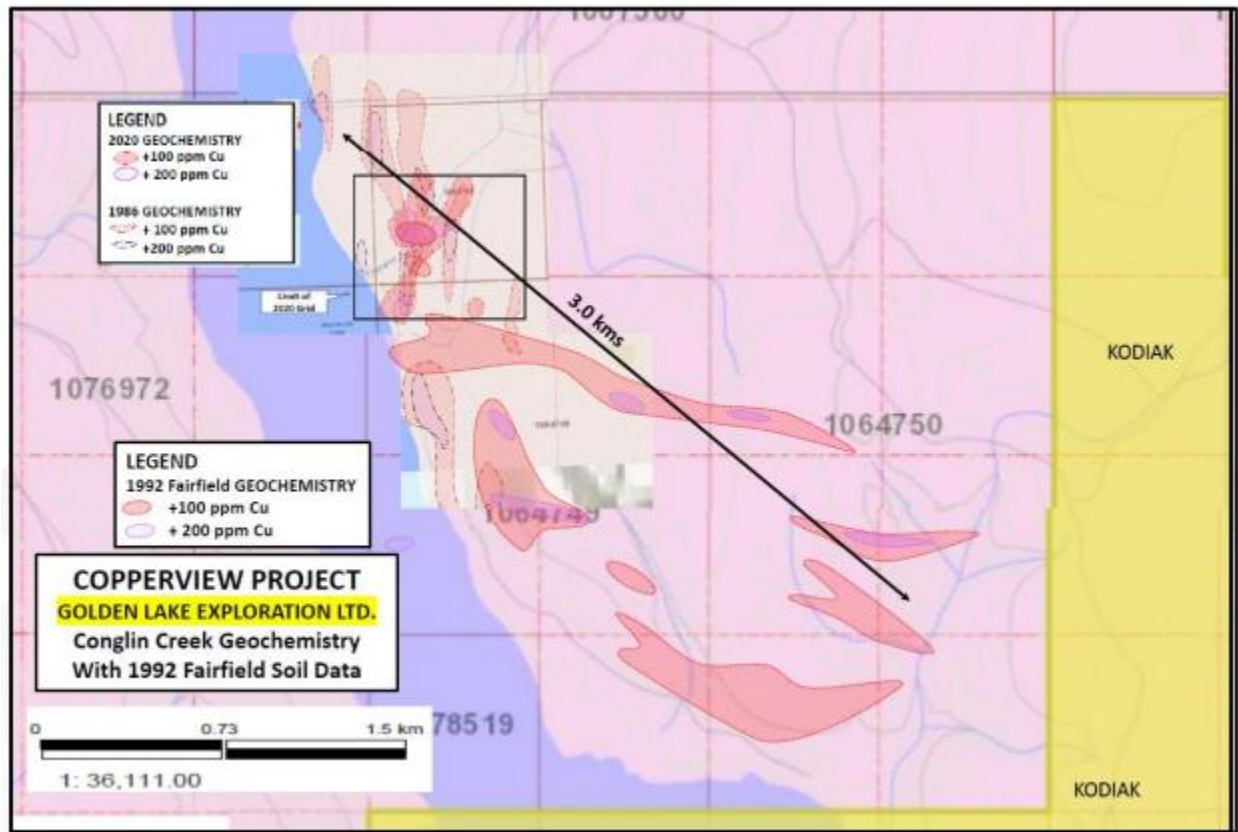 LEGEND
2020 GEOCHEMISTRY
+100 ppm Cu
+ 200 ppm Cu
1986 GEOCHEMISTRY
+ 100 ppm Cu
+200 ppm Cu
Limit of
2020 Grid
3.0 kms
KODIAK
1076972
1064750
LEGEND
1992 Fairfield GEOCHEMISTRY
+100 ppm Cu
+ 200 ppm Cu
1064749
COPPERVIEW PROJECT
GOLDEN LAKE EXPLORATION LTD.
Conglin Creek Geochemistry
With 1992 Fairfield Soil Data
0 0.73 1.5 km
78519
1: 36,111.00
KODIAK